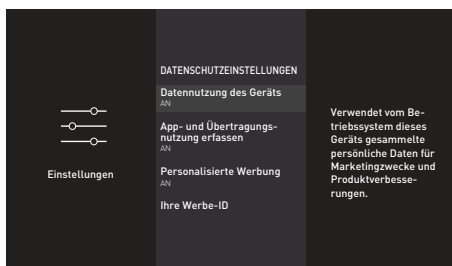 Einstellungen
DATENSCHUTZEINSTELLUNGEN
Datennutzung des Geräts
AN
App- und Übertragungs-
nutzung erfassen
AN
Personalisierte Werbung
AN
Ihre Werbe-ID
Verwendet vom Be-
triebssystem dieses
Geräts gesammelte
persönliche Daten für
Marketingzwecke und
Produktverbesse-
rungen.